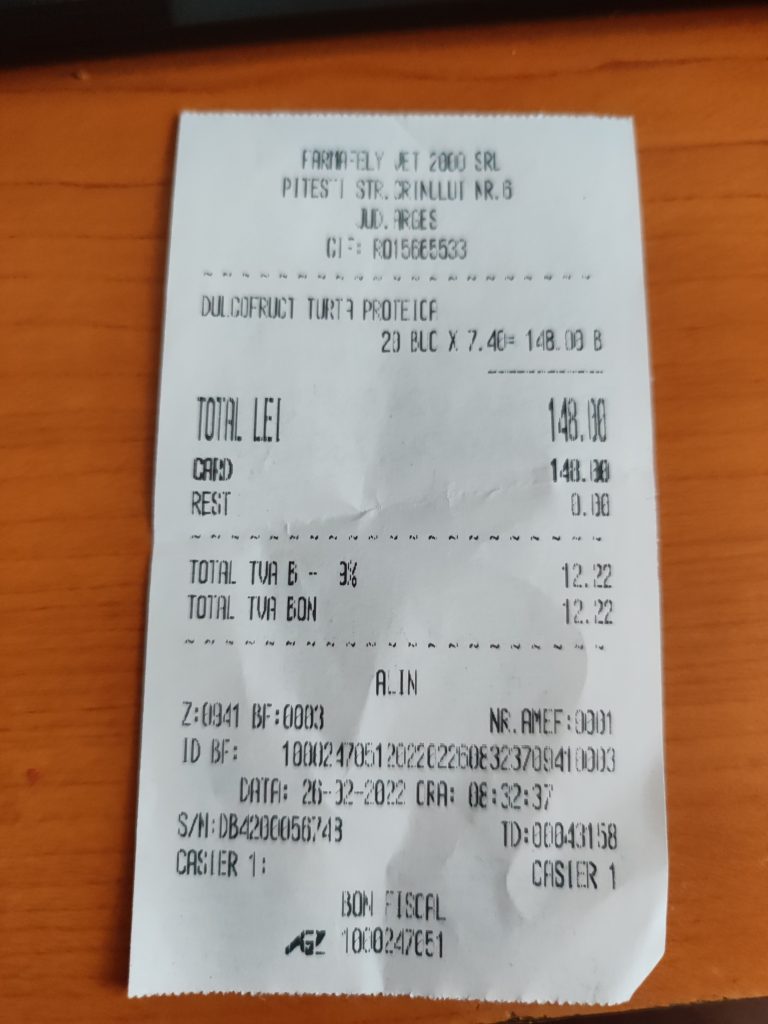 FARMAFELY JET 2000 SRL
PITESTI STR.CRINULUI NR.6
JUD.ARGES
CIF: RO15665533
DULCOFRUCT TURTA PROTEICA
20 BUC X 7.40= 148.00 B
TOTAL LEI 148.00
CARD 148.00
REST 0.00
TOTAL TVA B - 9% 12.22
TOTAL TVA BON 12.22
ALIN
Z:0941 BF:0003 NR.AMEF:0001
ID BF: 10002470512022022608323709410003
DATA: 26-02-2022 ORA: 08:32:37
S/N:DB4200056748 TD:00043158
CASIER 1: CASIER 1
BON FISCAL
1000247051